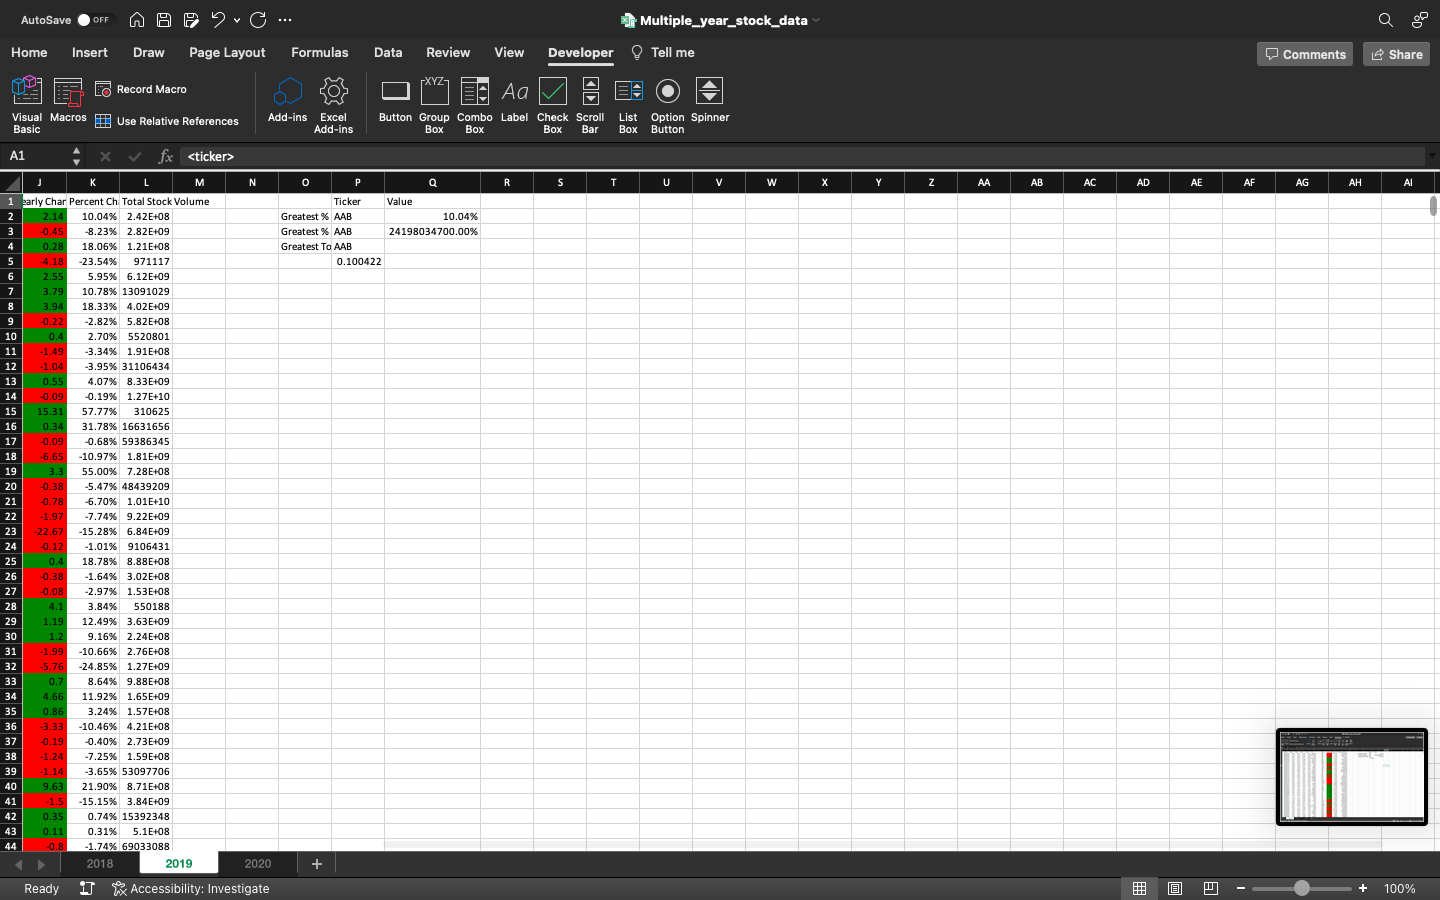 AutoSave OFF ... Multiple_year_stock_data
Home Insert Draw Page Layout Formulas Data Review View Developer Tell me Comments Share
Visual Basic
Macros
Record Macro
Use Relative References
Add-ins
Excel Add-ins
Button
Group Box
XYZ
Combo Box
Aa
Label
Check Box
Scroll Bar
List Box
Option Button
Spinner
A1 fx <ticker>
J K L M N O P Q R S T U V W X Y Z AA AB AC AD AE AF AG AH AI
1 early Char Percent Ch Total Stock Volume Ticker Value
2 2.14 10.04% 2.42E+08 Greatest % AAB 10.04%
3 -0.45 -8.23% 2.82E+09 Greatest % AAB 24198034700.00%
4 0.28 18.06% 1.21E+08 Greatest To AAB
5 -4.18 -23.54% 971117 0.100422
6 2.55 5.95% 6.12E+09
7 3.79 10.78% 13091029
8 3.94 18.33% 4.02E+09
9 -0.22 -2.82% 5.82E+08
10 0.4 2.70% 5520801
11 -1.49 -3.34% 1.91E+08
12 -1.04 -3.95% 31106434
13 0.55 4.07% 8.33E+09
14 -0.09 -0.19% 1.27E+10
15 15.31 57.77% 310625
16 0.34 31.78% 16631656
17 -0.09 -0.68% 59386345
18 -6.65 -10.97% 1.81E+09
19 3.3 55.00% 7.28E+08
20 -0.38 -5.47% 48439209
21 -0.78 -6.70% 1.01E+10
22 -1.97 -7.74% 9.22E+09
23 -22.67 -15.28% 6.84E+09
24 -0.12 -1.01% 9106431
25 0.4 18.78% 8.88E+08
26 -0.38 -1.64% 3.02E+08
27 -0.08 -2.97% 1.53E+08
28 4.1 3.84% 550188
29 1.19 12.49% 3.63E+09
30 1.2 9.16% 2.24E+08
31 -1.99 -10.66% 2.76E+08
32 -5.76 -24.85% 1.27E+09
33 0.7 8.64% 9.88E+08
34 4.66 11.92% 1.65E+09
35 0.86 3.24% 1.57E+08
36 -3.33 -10.46% 4.21E+08
37 -0.19 -0.40% 2.73E+09
38 -1.24 -7.25% 1.59E+08
39 -1.14 -3.65% 53097706
40 9.63 21.90% 8.71E+08
41 -1.5 -15.15% 3.84E+09
42 0.35 0.74% 15392348
43 0.11 0.31% 5.1E+08
44 -0.8 -1.74% 69033088
2018 2019 2020 +
Ready Accessibility: Investigate 100%